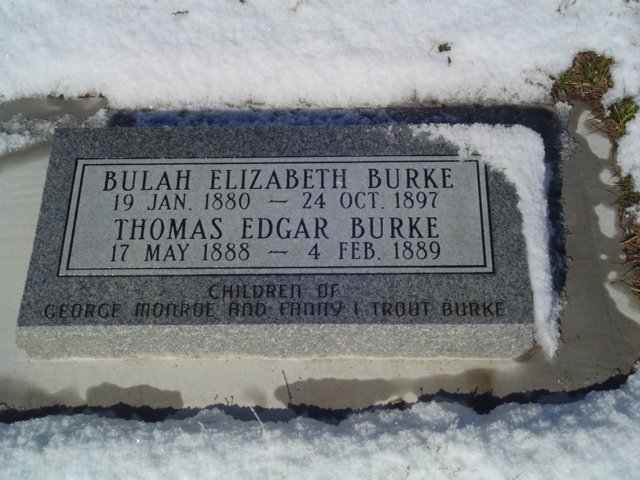 BULAH ELIZABETH BURKE
19 JAN. 1880 — 24 OCT. 1897
THOMAS EDGAR BURKE
17 MAY 1888 — 4 FEB. 1889
CHILDREN OF
GEORGE MONROE AND FANNY I TROUT BURKE